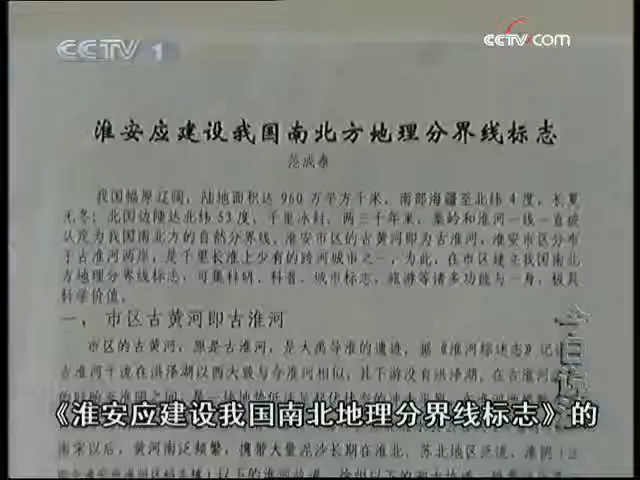 CCTV 1
CCTV.com
淮安应建设我国南北方地理分界线标志
范成泰
我国幅厚辽阔，陆地面积达960万平方千米，南部海疆至北纬4度，长夏
无冬；北国边陲达北纬53度，千里冰封，两三千年来，秦岭和淮河一线一直被
认定为我国南北方的自然分界线。淮安市区的古黄河即为古淮河，淮安市区分布
于古淮河两岸，是千里长淮上少有的跨河城市之一，为此，在市区建立我国南北
方地理分界线标志，可集科研、科普、城市标志，旅游等诸多功能与一身，极具
科学价值。
一、市区古黄河即古淮河
市区的古黄河，原是古淮河，是大禹导淮的遗迹，据《淮河综述志》记
古淮河干流在洪泽湖以西大致与今淮河相似，其下游没有洪泽湖，在古淮河
《淮安应建设我国南北地理分界线标志》的
南宋以后，黄河南泛频繁，携带大量泥沙长期在淮北、苏北地区泛流，淮阴